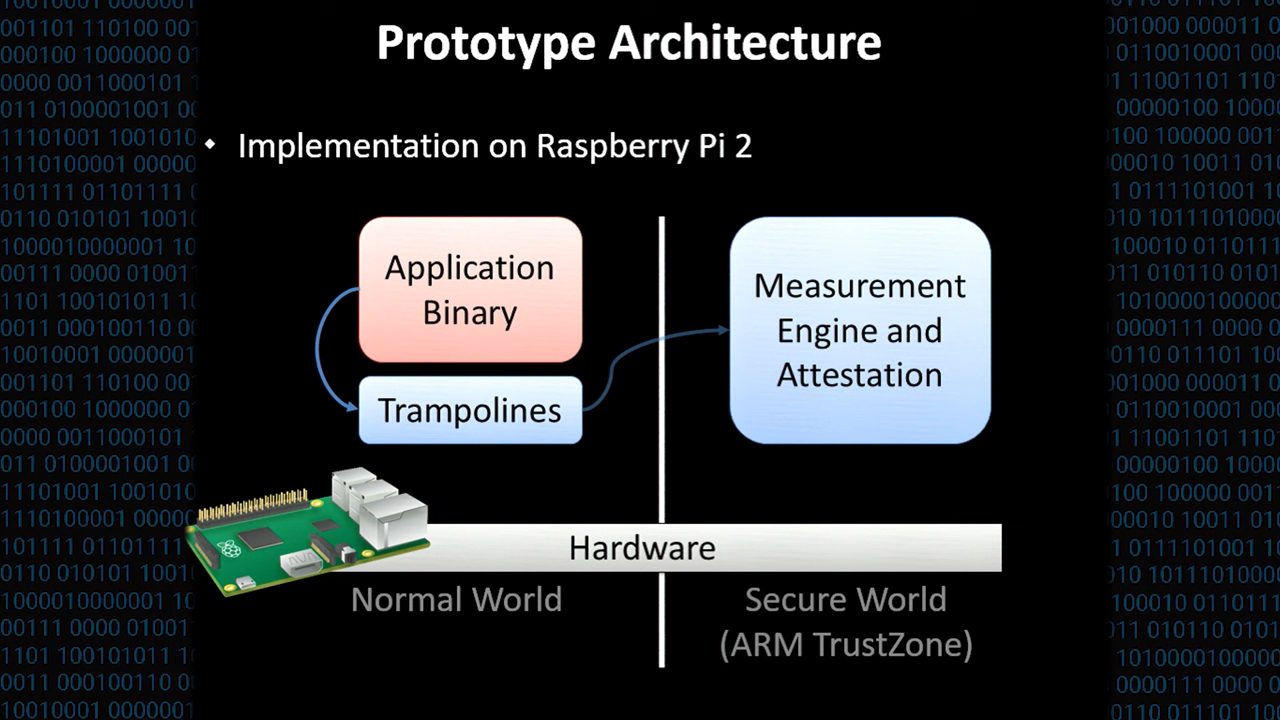 Prototype Architecture
Implementation on Raspberry Pi 2
Application
Binary
Trampolines
Measurement
Engine and
Attestation
Hardware
Normal World
Secure World
(ARM TrustZone)